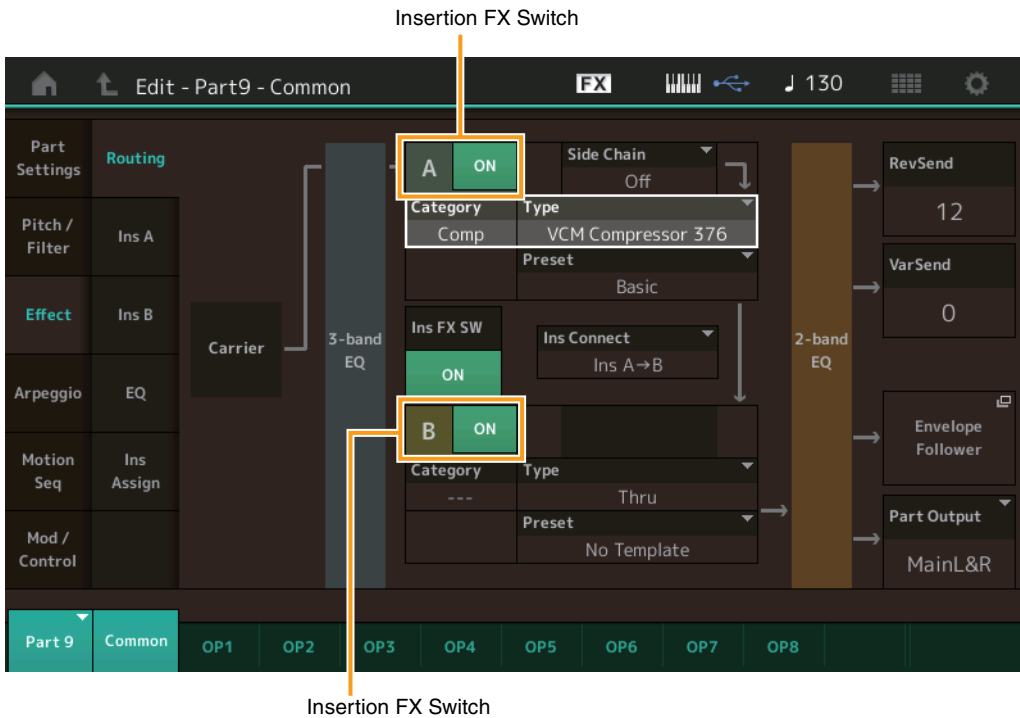 Insertion FX Switch
Edit - Part9 - Common
FX
130
Part Settings
Routing
Pitch / Filter
Ins A
Effect
Ins B
Arpeggio
EQ
Motion Seq
Ins Assign
Mod / Control
Carrier
3-band EQ
A
ON
Side Chain
Off
Category
Comp
Type
VCM Compressor 376
Preset
Basic
Ins FX SW
ON
Ins Connect
Ins A→B
B
ON
Category
---
Type
Thru
Preset
No Template
2-band EQ
RevSend
12
VarSend
0
Envelope Follower
Part Output
MainL&R
Part 9
Common
OP1
OP2
OP3
OP4
OP5
OP6
OP7
OP8
Insertion FX Switch